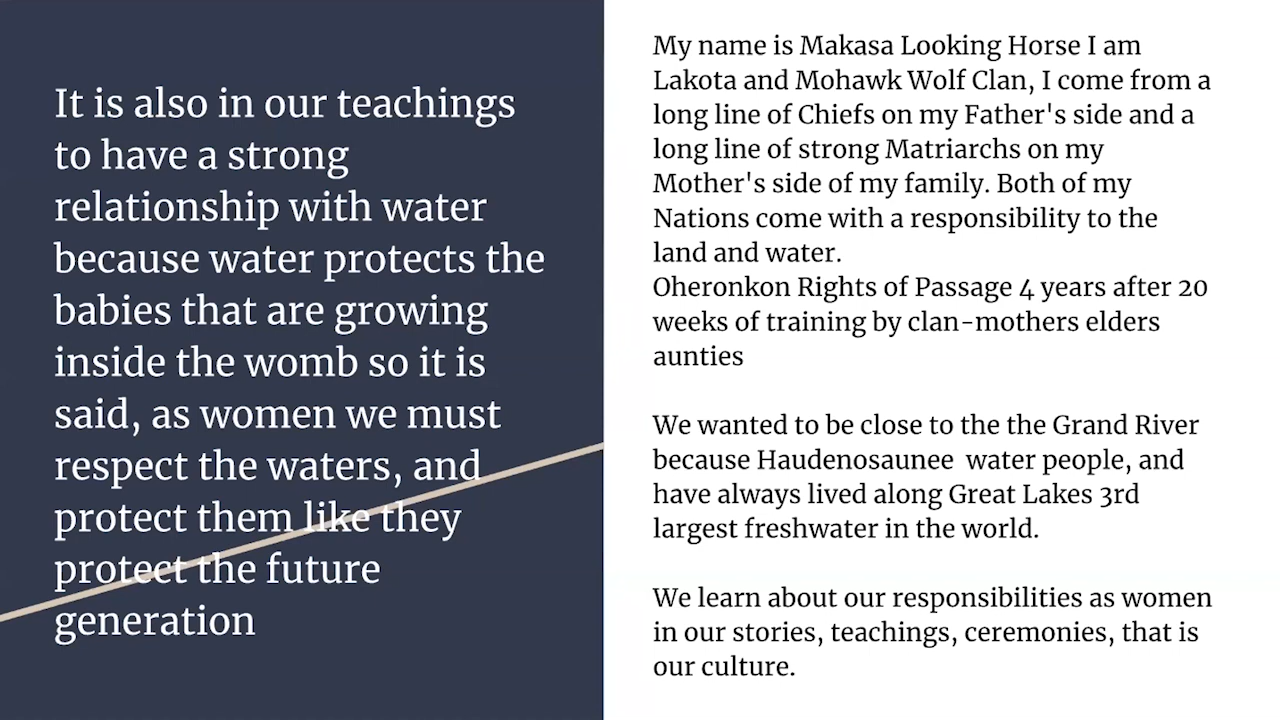 It is also in our teachings
to have a strong
relationship with water
because water protects the
babies that are growing
inside the womb so it is
said, as women we must
respect the waters, and
protect them like they
protect the future
generation
My name is Makasa Looking Horse I am
Lakota and Mohawk Wolf Clan, I come from a
long line of Chiefs on my Father's side and a
long line of strong Matriarchs on my
Mother's side of my family. Both of my
Nations come with a responsibility to the
land and water.
Oheronkon Rights of Passage 4 years after 20
weeks of training by clan-mothers elders
aunties
We wanted to be close to the the Grand River
because Haudenosaunee  water people, and
have always lived along Great Lakes 3rd
largest freshwater in the world.
We learn about our responsibilities as women
in our stories, teachings, ceremonies, that is
our culture.